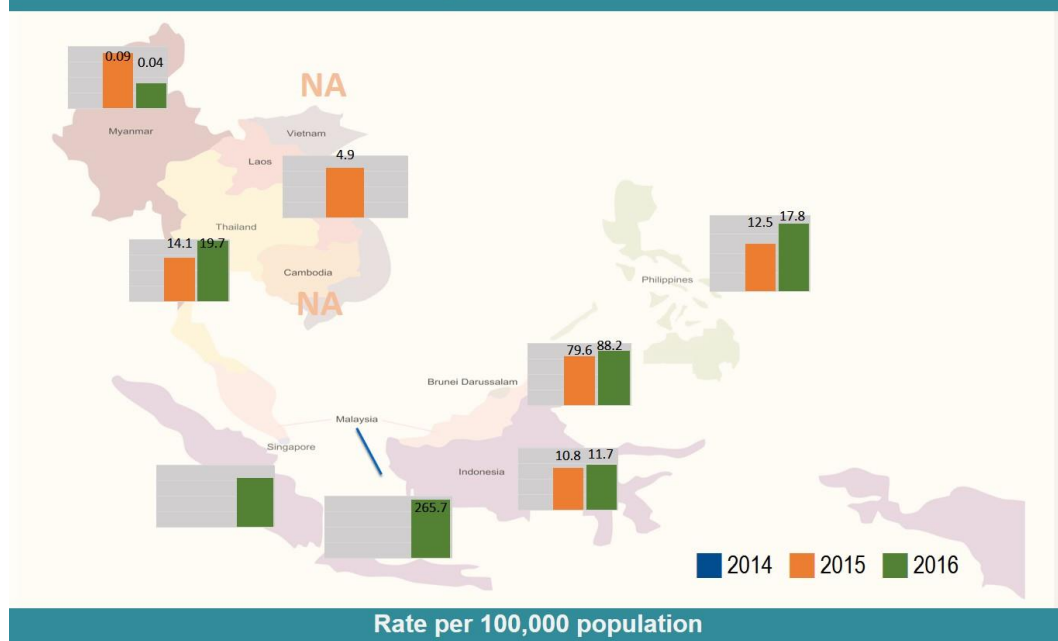 0.09
0.04
NA
Myanmar
Vietnam
Laos
4.9
Thailand
14.1 19.7
Cambodia
NA
12.5
17.8
Philippines
79.6 88.2
Brunei Darussalam
Malaysia
Singapore
10.8 11.7
Indonesia
265.7
2014 2015 2016
Rate per 100,000 population